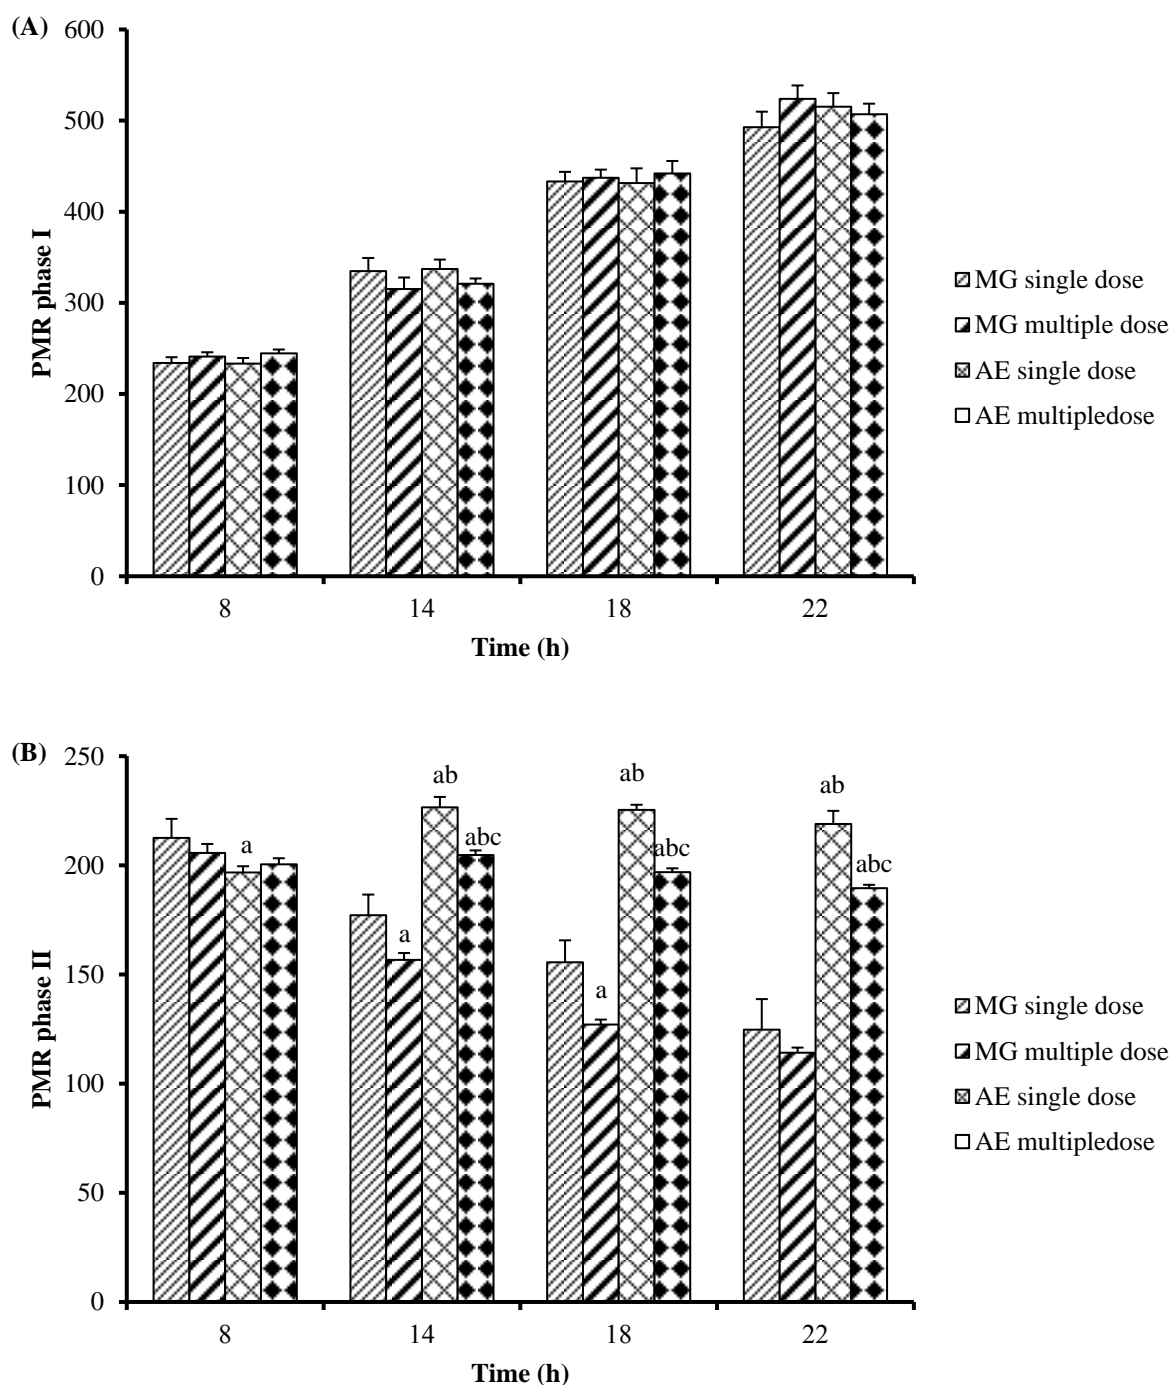 (A)
600
500
400
300
200
100
0
PMR phase I
8 14 18 22
Time (h)
MG single dose
MG multiple dose
AE single dose
AE multipledose
(B)
250
200
150
100
50
0
PMR phase II
a
a
ab
abc
a
ab
abc
ab
abc
8 14 18 22
Time (h)
MG single dose
MG multiple dose
AE single dose
AE multipledose